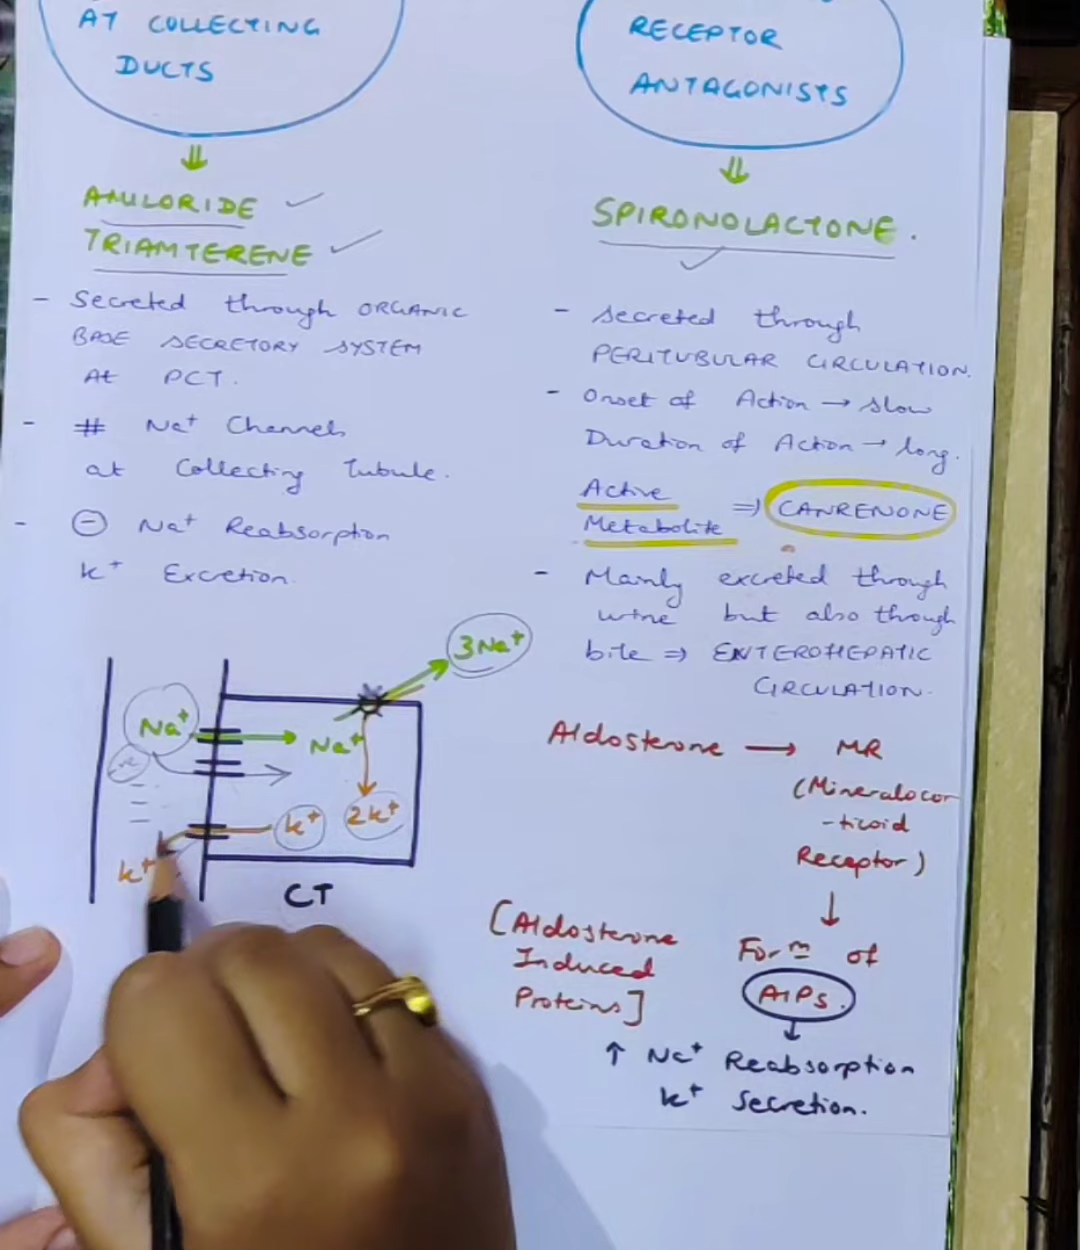 AT COLLECTING
DUCTS
AMILORIDE
TRIAMTERENE
- Secreted through ORGANIC
BASE SECRETORY SYSTEM
At PCT.
- # Na+ Channels
at Collecting Tubule.
- ⊖ Na+ Reabsorption
K+ Excretion.
3Na+
Na+
Na+
-ve
K+
2K+
K+
CT
RECEPTOR
ANTAGONISTS
SPIRONOLACTONE.
- Secreted through
PERITUBULAR CIRCULATION.
- Onset of Action → slow
Duration of Action → long.
Active
Metabolite ⇒ CANRENONE
- Mainly excreted through
urine but also though
bile ⇒ ENTEROHEPATIC
CIRCULATION.
Aldosterone → MR
(Mineralocor
-ticoid
Receptor)
↓
[Aldosterone
Induced
Proteins]
Form of
AIPs.
↓
↑ Na+ Reabsorption
K+ Secretion.